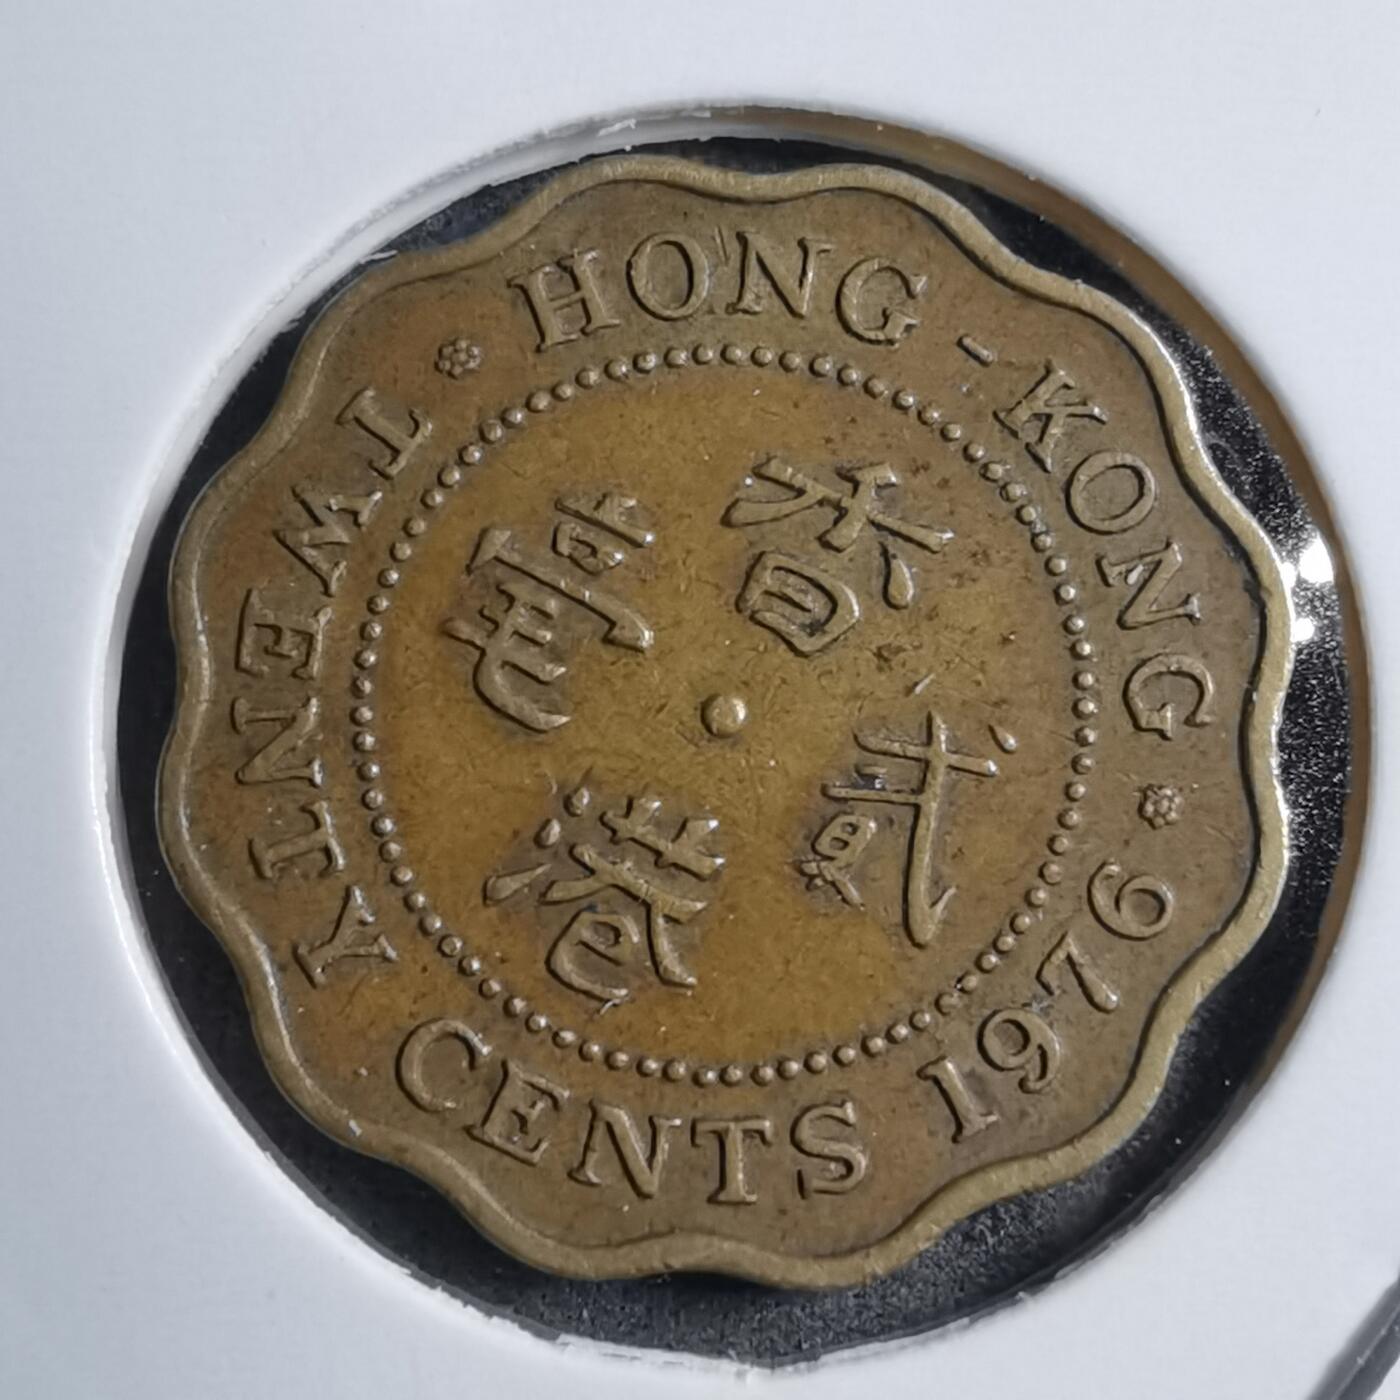 HONG-KONG
1976
TWENTY CENTS
香港
貳毫